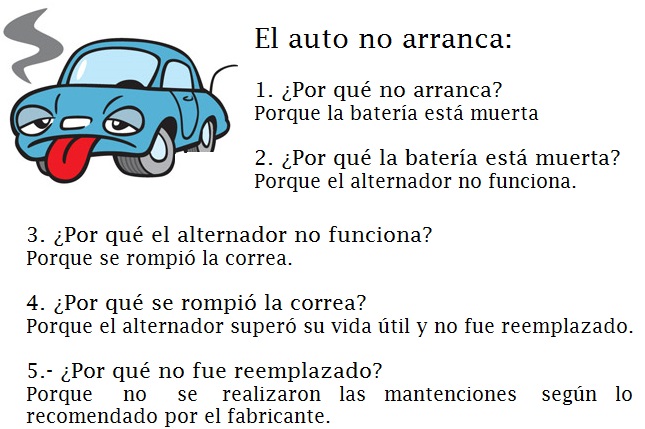 El auto no arranca:
1. ¿Por qué no arranca?
Porque la batería está muerta
2. ¿Por qué la batería está muerta?
Porque el alternador no funciona.
3. ¿Por qué el alternador no funciona?
Porque se rompió la correa.
4. ¿Por qué se rompió la correa?
Porque el alternador superó su vida útil y no fue reemplazado.
5.- ¿Por qué no fue reemplazado?
Porque no se realizaron las mantenciones según lo
recomendado por el fabricante.